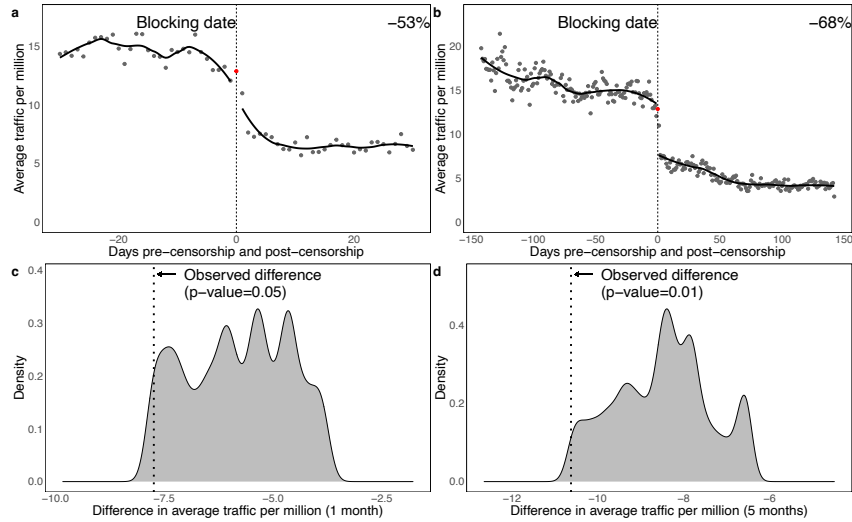 a
Blocking date
−53%
Average traffic per million
15
10
5
0
−20
0
20
Days pre−censorship and post−censorship
b
Blocking date
−68%
Average traffic per million
20
15
10
5
0
−150
−100
−50
0
50
100
150
Days pre−censorship and post−censorship
c
Observed difference
(p−value=0.05)
Density
0.4
0.3
0.2
0.1
0.0
−10.0
−7.5
−5.0
−2.5
Difference in average traffic per million (1 month)
d
Observed difference
(p−value=0.01)
Density
0.4
0.2
0.0
−12
−10
−8
−6
Difference in average traffic per million (5 months)